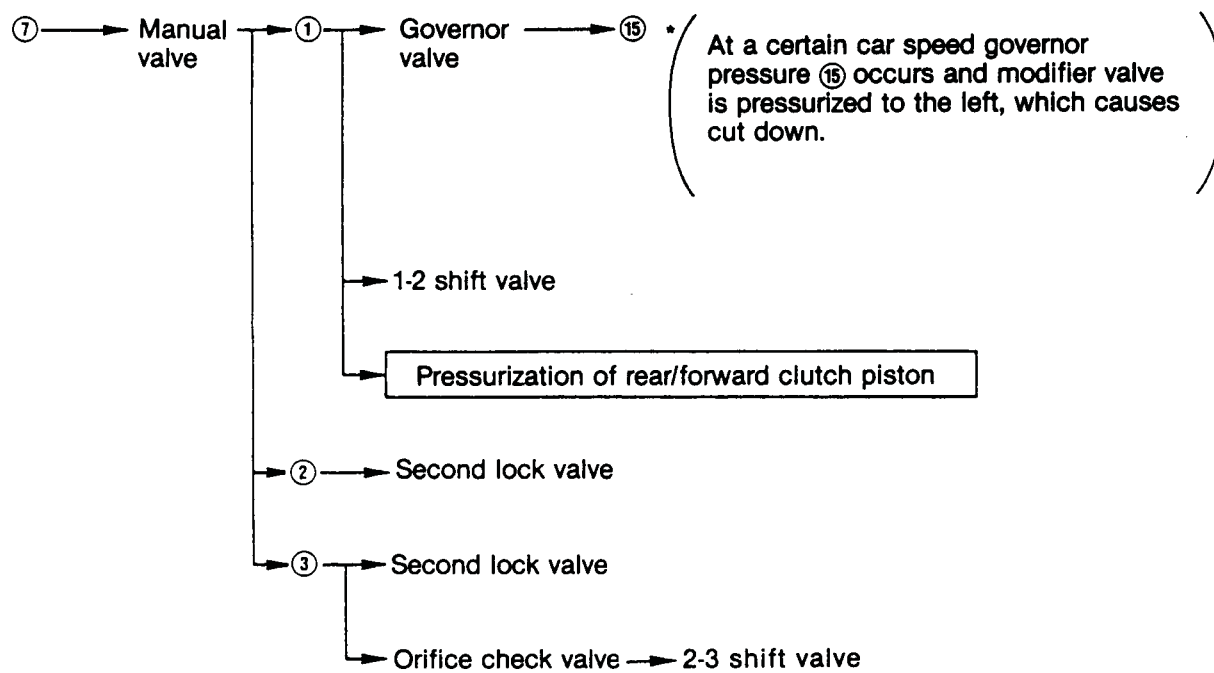 ⑦ Manual valve ① Governor valve ⑮ *
At a certain car speed governor
pressure ⑮ occurs and modifier valve
is pressurized to the left, which causes
cut down.
1-2 shift valve
Pressurization of rear/forward clutch piston
② Second lock valve
③ Second lock valve
Orifice check valve 2-3 shift valve